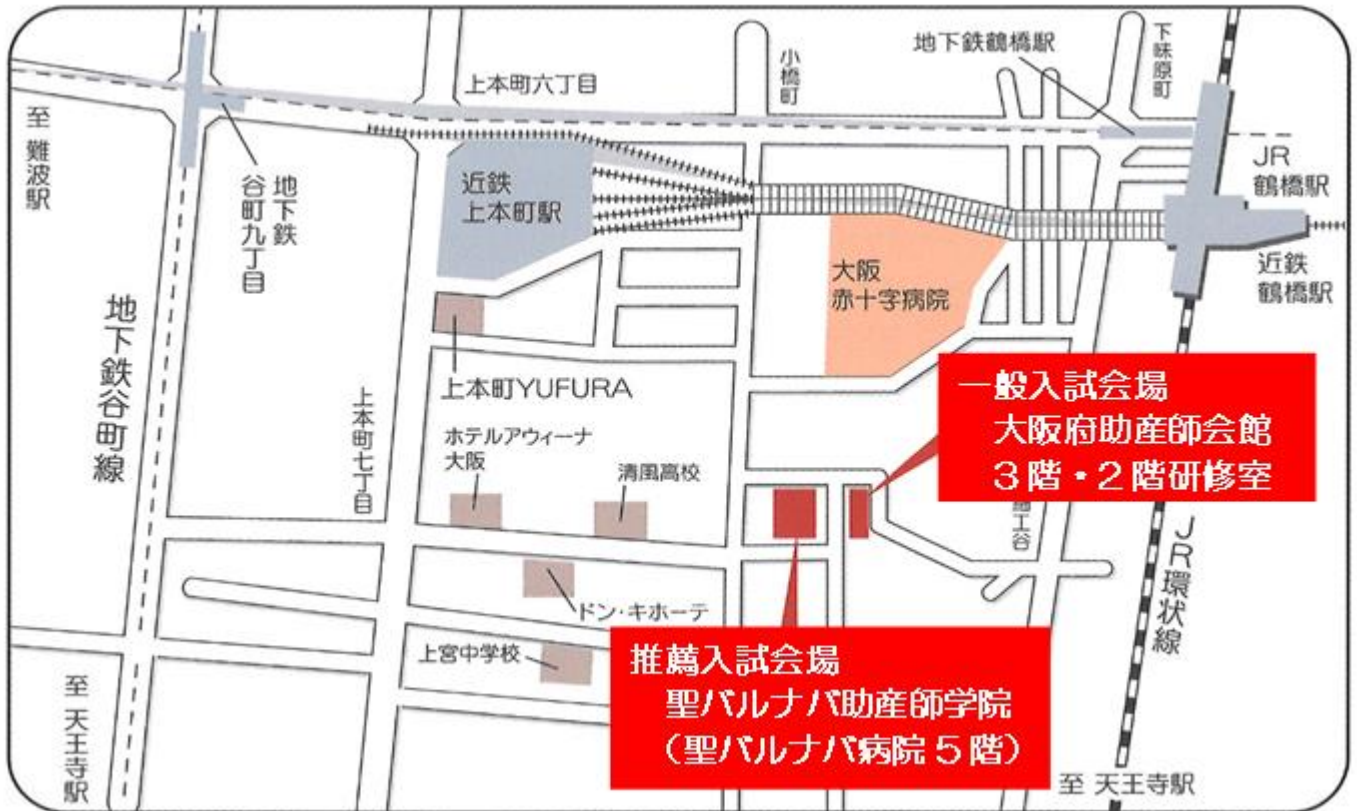 上本町六丁目
小橋町
地下鉄鶴橋駅
下味原町
至 難波駅
地下鉄
谷町九丁目
近鉄
上本町駅
JR
鶴橋駅
近鉄
鶴橋駅
大阪
赤十字病院
地下鉄谷町線
上本町YUFURA
上本町七丁目
ホテルアウィーナ
大阪
清風高校
一般入試会場
大阪府助産師会館
3階・2階研修室
JR環状線
ドン・キホーテ
上宮中学校
推薦入試会場
聖バルナバ助産師学院
(聖バルナバ病院5階)
至 天王寺駅
至 天王寺駅